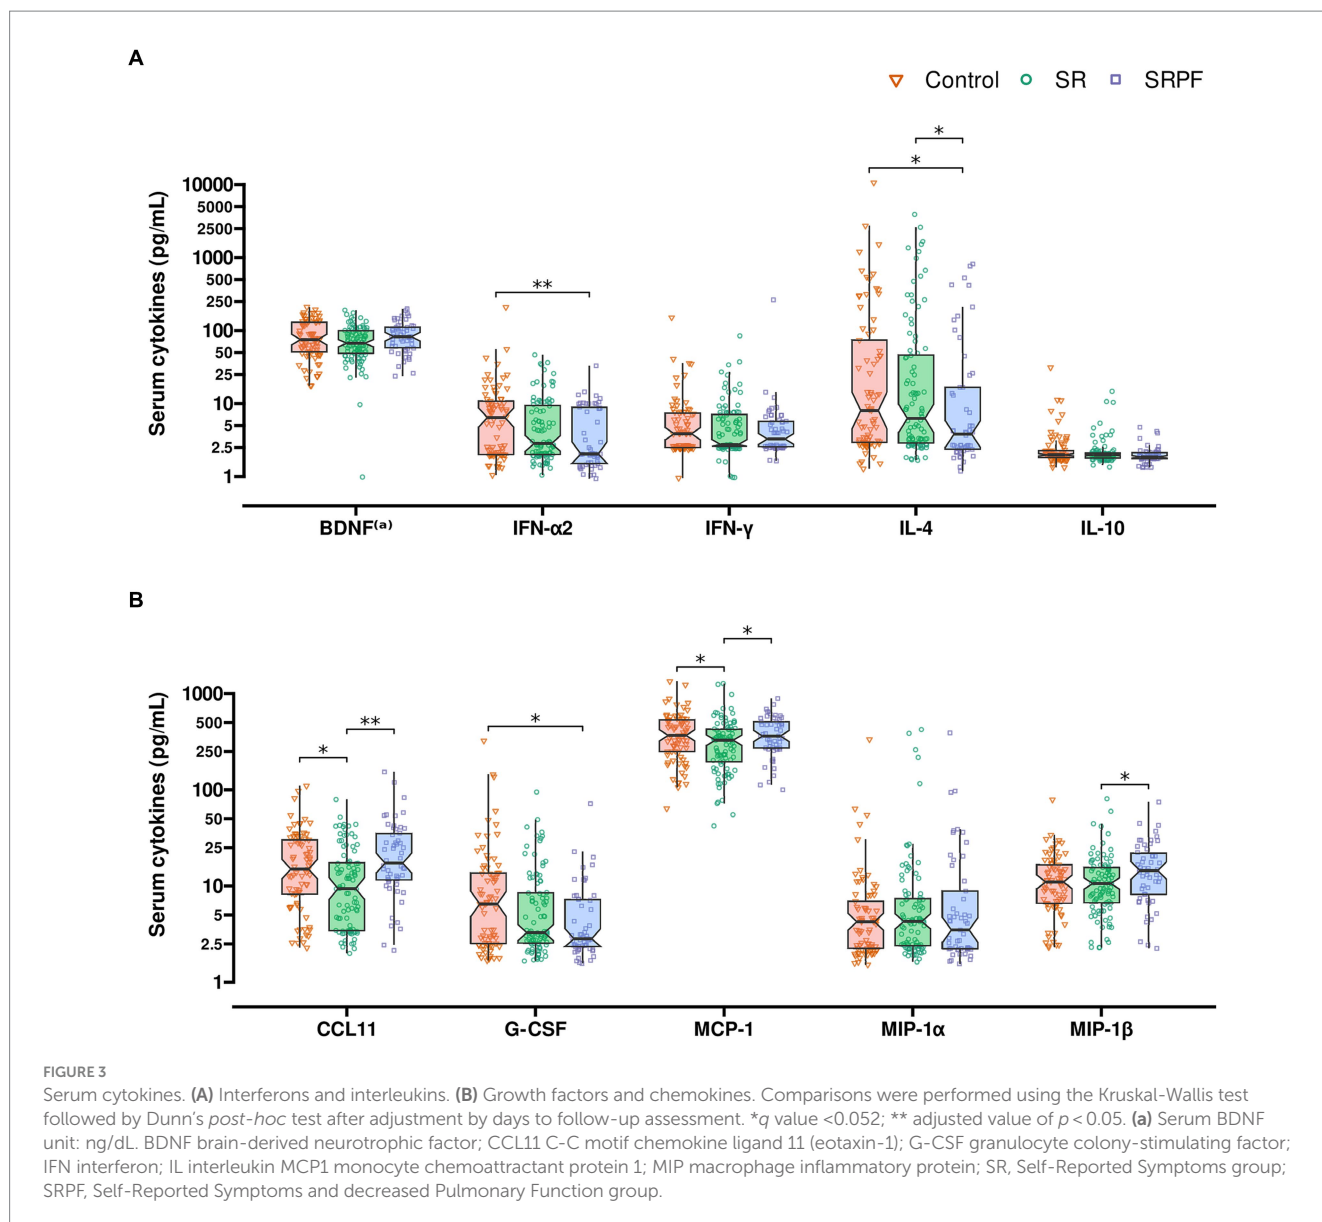 A
Control SR SRPF
*
*
**
Serum cytokines (pg/mL)
10000
5000
2500
1000
500
250
100
50
25
10
5
2.5
1
BDNF⁽ᵃ⁾ IFN-α2 IFN-γ IL-4 IL-10
B
*
*
**
*
*
*
Serum cytokines (pg/mL)
1000
500
250
100
50
25
10
5
2.5
1
CCL11 G-CSF MCP-1 MIP-1α MIP-1β
FIGURE 3
Serum cytokines. (A) Interferons and interleukins. (B) Growth factors and chemokines. Comparisons were performed using the Kruskal-Wallis test
followed by Dunn's post-hoc test after adjustment by days to follow-up assessment. *q value <0.052; ** adjusted value of p < 0.05. (a) Serum BDNF
unit: ng/dL. BDNF brain-derived neurotrophic factor; CCL11 C-C motif chemokine ligand 11 (eotaxin-1); G-CSF granulocyte colony-stimulating factor;
IFN interferon; IL interleukin MCP1 monocyte chemoattractant protein 1; MIP macrophage inflammatory protein; SR, Self-Reported Symptoms group;
SRPF, Self-Reported Symptoms and decreased Pulmonary Function group.